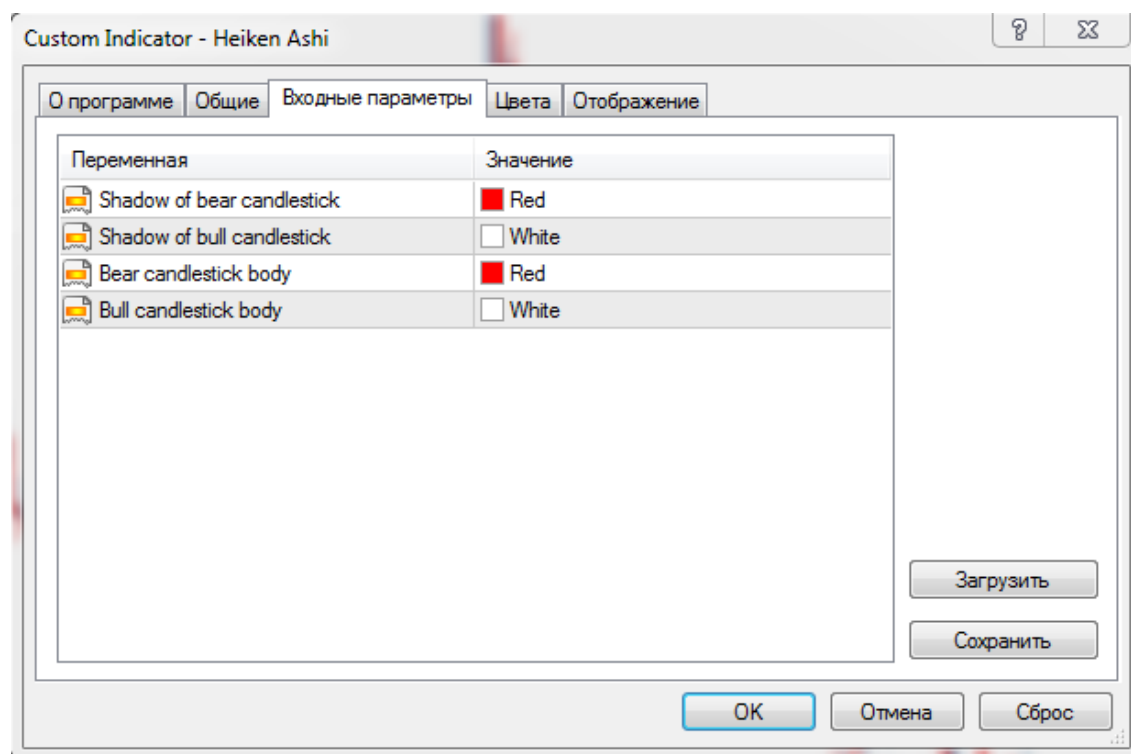 Custom Indicator - Heiken Ashi
О программе Общие Входные параметры Цвета Отображение
Переменная Значение
Shadow of bear candlestick Red
Shadow of bull candlestick White
Bear candlestick body Red
Bull candlestick body White
Загрузить
Сохранить
OK Отмена Сброс